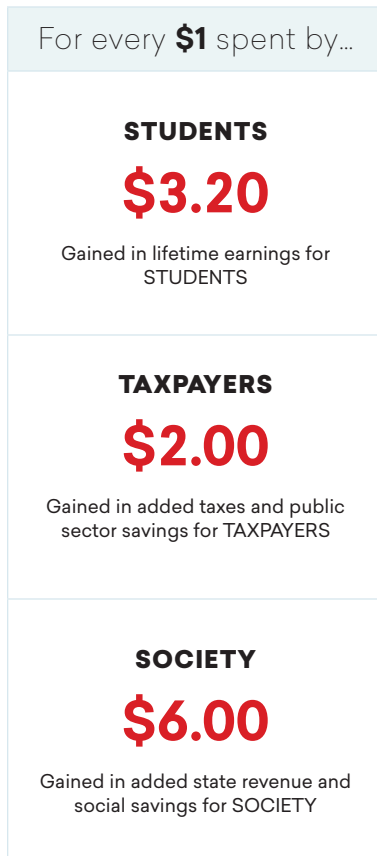 For every $1 spent by...
STUDENTS
$3.20
Gained in lifetime earnings for
STUDENTS
TAXPAYERS
$2.00
Gained in added taxes and public
sector savings for TAXPAYERS
SOCIETY
$6.00
Gained in added state revenue and
social savings for SOCIETY